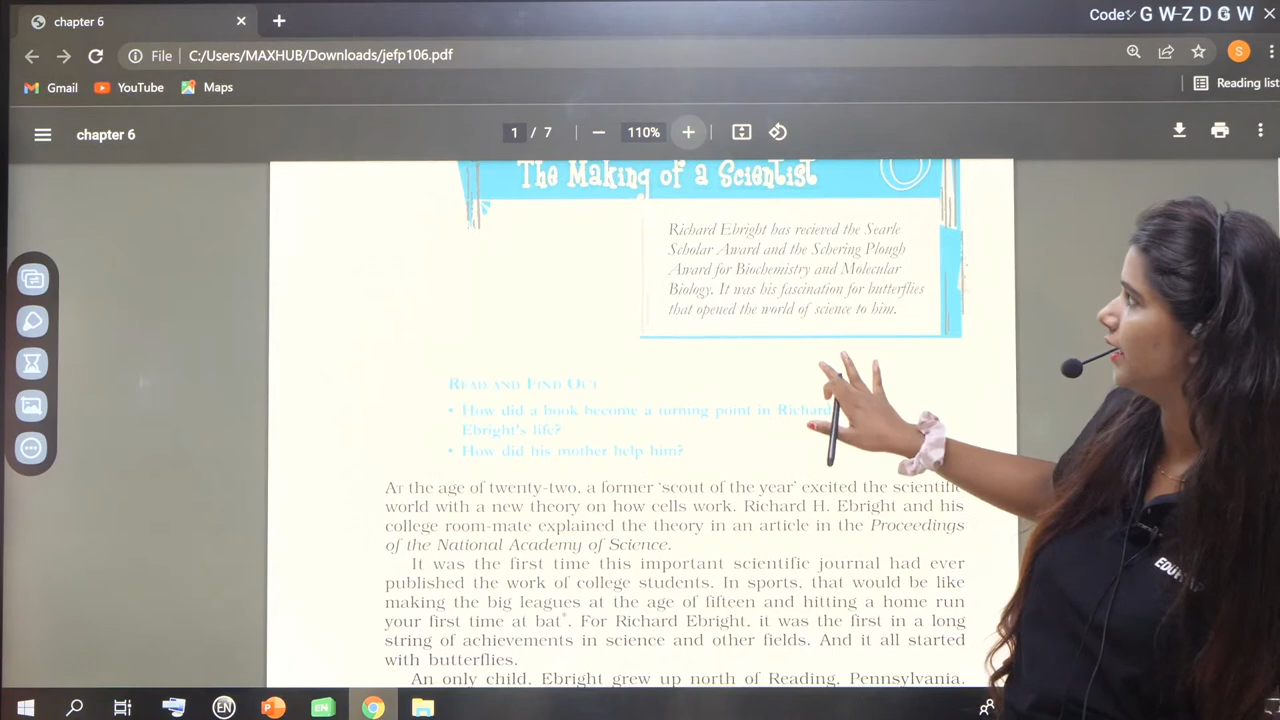 chapter 6
Code:
G W-Z D G W
File
C:/Users/MAXHUB/Downloads/jefp106.pdf
S
Gmail
YouTube
Maps
Reading list
chapter 6
1 / 7
110%
The Making of a Scientist
Richard Ebright has recieved the Searle
Scholar Award and the Schering Plough
Award for Biochemistry and Molecular
Biology. It was his fascination for butterflies
that opened the world of science to him.
READ AND FIND OUT
• How did a book become a turning point in Richard
Ebright's life?
• How did his mother help him?
AT the age of twenty-two, a former 'scout of the year' excited the scientific
world with a new theory on how cells work. Richard H. Ebright and his
college room-mate explained the theory in an article in the Proceedings
of the National Academy of Science.
It was the first time this important scientific journal had ever
published the work of college students. In sports, that would be like
making the big leagues at the age of fifteen and hitting a home run
your first time at bat*. For Richard Ebright, it was the first in a long
string of achievements in science and other fields. And it all started
with butterflies.
An only child, Ebright grew up north of Reading, Pennsylvania.
EN
EN